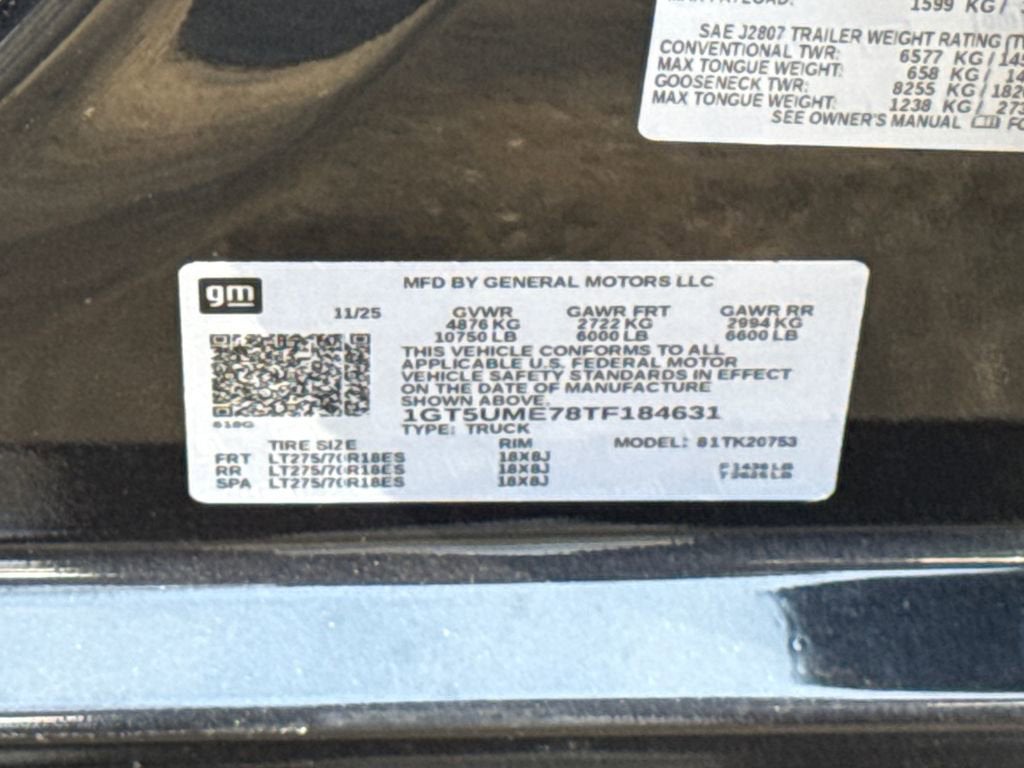 1599 KG/
SAE J2807 TRAILER WEIGHT RATING
CONVENTIONAL TWR: 6577 KG/
MAX TONGUE WEIGHT: 658 KG/
GOOSENECK TWR: 8255 KG/
MAX TONGUE WEIGHT: 1238 KG/
SEE OWNER'S MANUAL
gm
MFD BY GENERAL MOTORS LLC
11/25 GVWR GAWR FRT GAWR RR
4876 KG 2722 KG 2994 KG
10750 LB 6000 LB 6600 LB
THIS VEHICLE CONFORMS TO ALL
APPLICABLE U.S. FEDERAL MOTOR
VEHICLE SAFETY STANDARDS IN EFFECT
ON THE DATE OF MANUFACTURE
SHOWN ABOVE.
1GT5UME78TF184631
TYPE: TRUCK
TIRE SIZE RIM MODEL: 81TK20753
FRT LT275/70R18ES 18X8J
RR LT275/70R18ES 18X8J
SPA LT275/70R18ES 18X8J